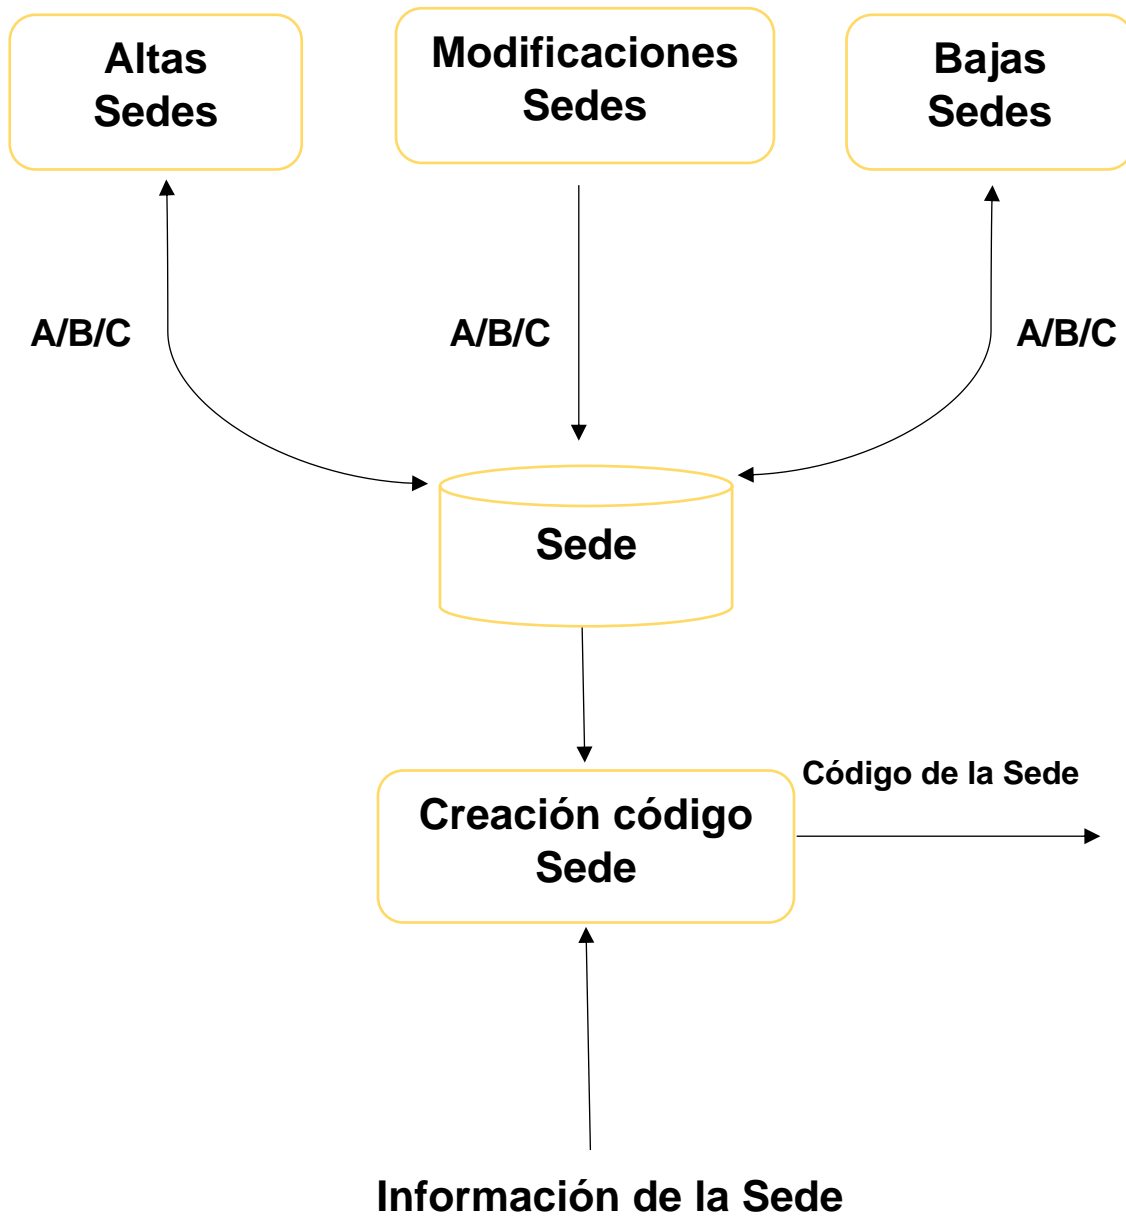 Altas
Sedes
Modificaciones
Sedes
Bajas
Sedes
A/B/C
A/B/C
A/B/C
Sede
Código de la Sede
Creación código
Sede
Información de la Sede